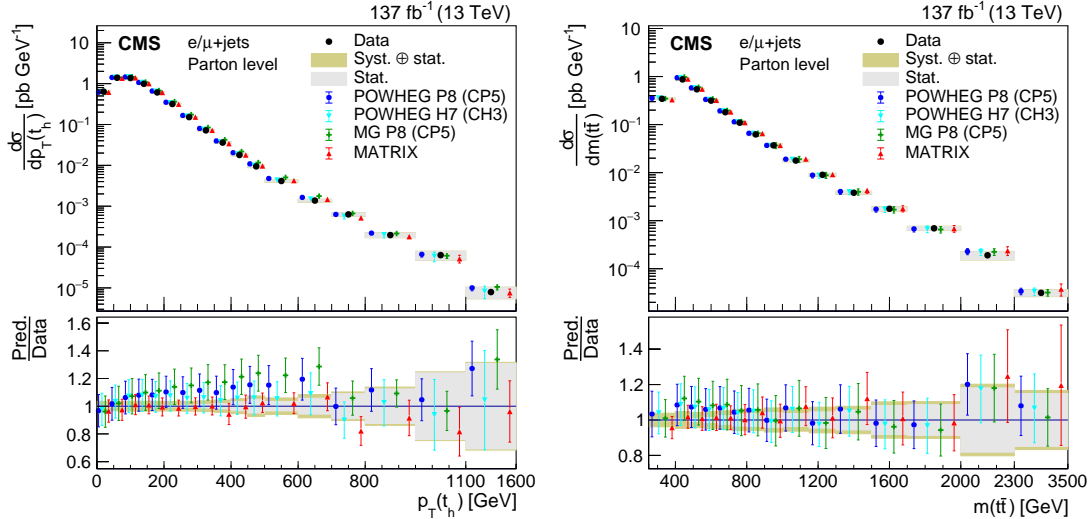 137 fb⁻¹ (13 TeV)
CMS
e/μ+jets
Parton level
Data
Syst. ⊕ stat.
Stat.
POWHEG P8 (CP5)
POWHEG H7 (CH3)
MG P8 (CP5)
MATRIX
dσ/dp_T(t_h) [pb GeV⁻¹]
10
1
10⁻¹
10⁻²
10⁻³
10⁻⁴
10⁻⁵
Pred./Data
1.6
1.4
1.2
1.0
0.8
0.6
0 200 400 600 800 1600
p_T(t_h) [GeV]
137 fb⁻¹ (13 TeV)
CMS
e/μ+jets
Parton level
Data
Syst. ⊕ stat.
Stat.
POWHEG P8 (CP5)
POWHEG H7 (CH3)
MG P8 (CP5)
MATRIX
dσ/dm(tt̄) [pb GeV⁻¹]
10
1
10⁻¹
10⁻²
10⁻³
10⁻⁴
Pred./Data
1.4
1.2
1.0
0.8
400 800 1200 1600 2000 2300 3500
m(tt̄) [GeV]